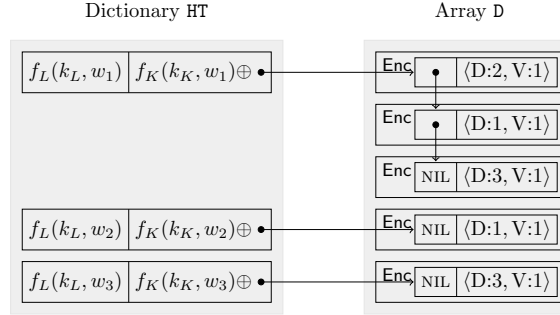 Dictionary HT Array D
f_L(k_L, w_1) f_K(k_K, w_1)⊕ Enc ⟨D:2, V:1⟩
Enc ⟨D:1, V:1⟩
Enc NIL ⟨D:3, V:1⟩
f_L(k_L, w_2) f_K(k_K, w_2)⊕ Enc NIL ⟨D:1, V:1⟩
f_L(k_L, w_3) f_K(k_K, w_3)⊕ Enc NIL ⟨D:3, V:1⟩